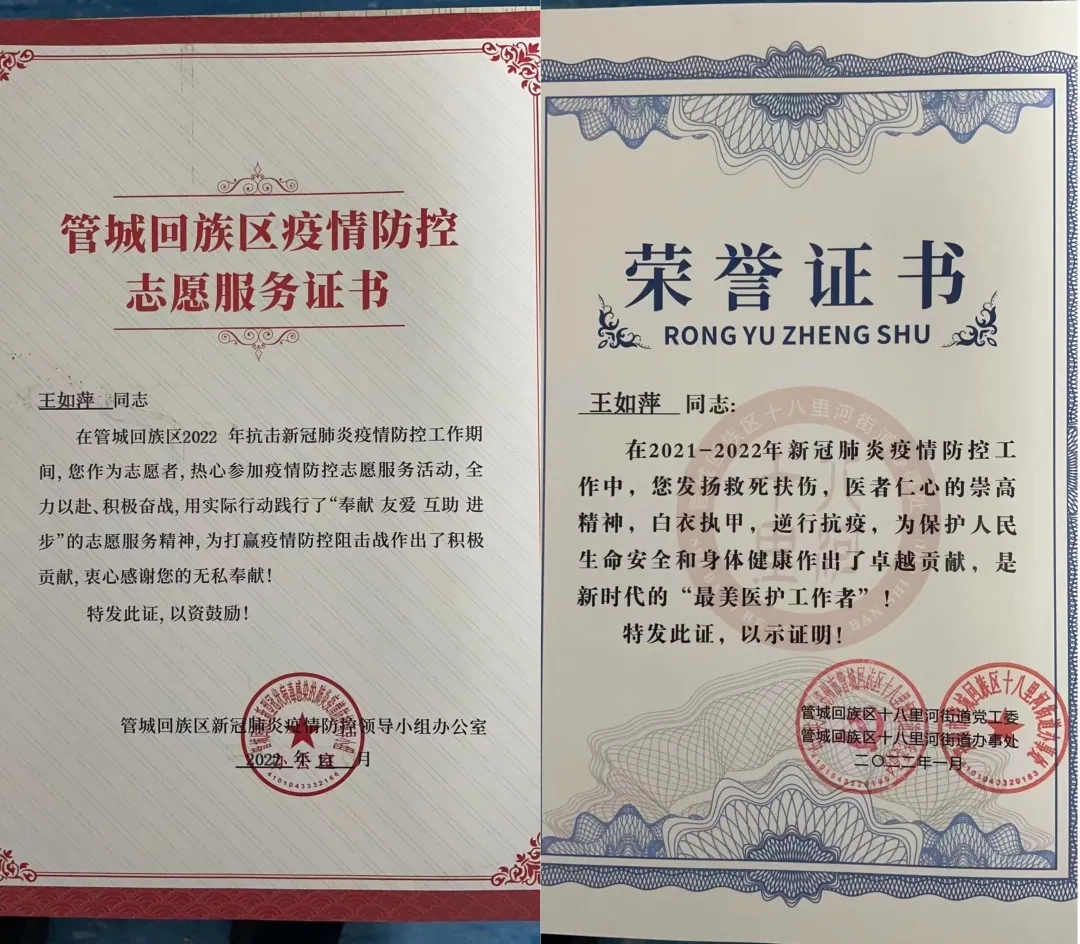 管城回族区疫情防控
志愿服务证书
王如萍 同志
在管城回族区2022 年抗击新冠肺炎疫情防控工作期
间,您作为志愿者,热心参加疫情防控志愿服务活动,全
力以赴、积极奋战,用实际行动践行了“奉献 友爱 互助 进
步”的志愿服务精神,为打赢疫情防控阻击战作出了积极
贡献,衷心感谢您的无私奉献!
特发此证,以资鼓励!
管城回族区新冠肺炎疫情防控领导小组办公室
2022 年 月
办公室
4101043332166
荣誉证书
RONG YU ZHENG SHU
王如萍 同志:
在2021-2022年新冠肺炎疫情防控工
作中，您发扬救死扶伤，医者仁心的崇高
精神，白衣执甲，逆行抗疫，为保护人民
生命安全和身体健康作出了卓越贡献，是
新时代的“最美医护工作者”!
特发此证，以示证明!
管城回族区十八里河街道党工委
管城回族区十八里河街道办事处
二〇二二年一月
4101043329163